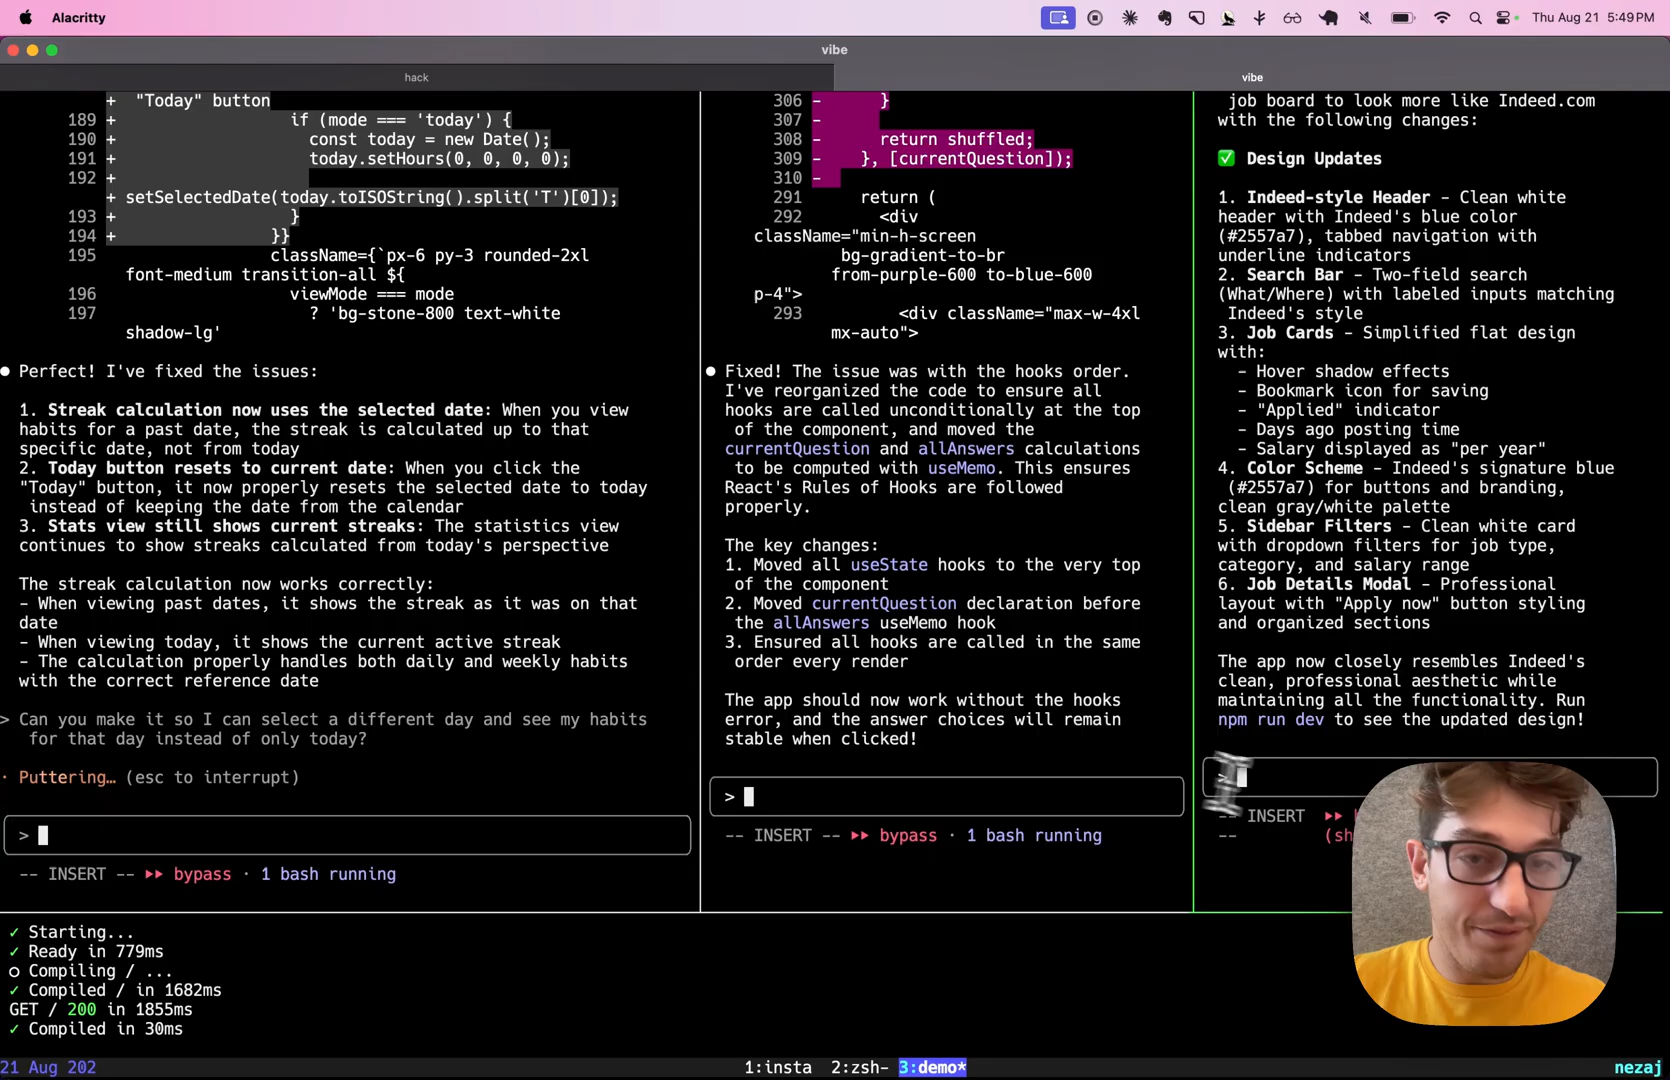 Alacritty
Thu Aug 21 5:49 PM
vibe
hack
vibe
+ "Today" button
189 + if (mode === 'today') {
190 + const today = new Date();
191 + today.setHours(0, 0, 0, 0);
192 +
+ setSelectedDate(today.toISOString().split('T')[0]);
193 + }
194 + }}
195 className={`px-6 py-3 rounded-2xl
font-medium transition-all ${
196 viewMode === mode
197 ? 'bg-stone-800 text-white
shadow-lg'
● Perfect! I've fixed the issues:
1. Streak calculation now uses the selected date: When you view
habits for a past date, the streak is calculated up to that
specific date, not from today
2. Today button resets to current date: When you click the
"Today" button, it now properly resets the selected date to today
instead of keeping the date from the calendar
3. Stats view still shows current streaks: The statistics view
continues to show streaks calculated from today's perspective
The streak calculation now works correctly:
- When viewing past dates, it shows the streak as it was on that
date
- When viewing today, it shows the current active streak
- The calculation properly handles both daily and weekly habits
with the correct reference date
> Can you make it so I can select a different day and see my habits
for that day instead of only today?
· Puttering… (esc to interrupt)
>
-- INSERT -- ⏵⏵ bypass · 1 bash running
306 - }
307 -
308 - return shuffled;
309 - }, [currentQuestion]);
310 -
291 return (
292 <div
className="min-h-screen
bg-gradient-to-br
from-purple-600 to-blue-600
p-4">
293 <div className="max-w-4xl
mx-auto">
● Fixed! The issue was with the hooks order.
I've reorganized the code to ensure all
hooks are called unconditionally at the top
of the component, and moved the
currentQuestion and allAnswers calculations
to be computed with useMemo. This ensures
React's Rules of Hooks are followed
properly.
The key changes:
1. Moved all useState hooks to the very top
of the component
2. Moved currentQuestion declaration before
the allAnswers useMemo hook
3. Ensured all hooks are called in the same
order every render
The app should now work without the hooks
error, and the answer choices will remain
stable when clicked!
>
-- INSERT -- ⏵⏵ bypass · 1 bash running
job board to look more like Indeed.com
with the following changes:
✅ Design Updates
1. Indeed-style Header - Clean white
header with Indeed's blue color
(#2557a7), tabbed navigation with
underline indicators
2. Search Bar - Two-field search
(What/Where) with labeled inputs matching
Indeed's style
3. Job Cards - Simplified flat design
with:
- Hover shadow effects
- Bookmark icon for saving
- "Applied" indicator
- Days ago posting time
- Salary displayed as "per year"
4. Color Scheme - Indeed's signature blue
(#2557a7) for buttons and branding,
clean gray/white palette
5. Sidebar Filters - Clean white card
with dropdown filters for job type,
category, and salary range
6. Job Details Modal - Professional
layout with "Apply now" button styling
and organized sections
The app now closely resembles Indeed's
clean, professional aesthetic while
maintaining all the functionality. Run
npm run dev to see the updated design!
>
-- INSERT ⏵⏵
-- (sh
✓ Starting...
✓ Ready in 779ms
○ Compiling / ...
✓ Compiled / in 1682ms
GET / 200 in 1855ms
✓ Compiled in 30ms
21 Aug 202
1:insta 2:zsh- 3:demo*
nezaj